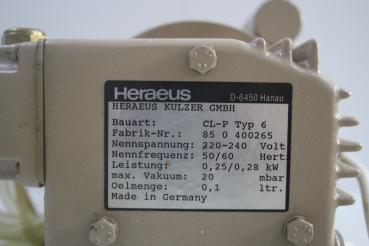 Heraeus D-6450 Hanau
HERAEUS KULZER GMBH
Bauart: CL-P Typ 6
Fabrik-Nr.: 85 0 400265
Nennspannung: 220-240 Volt
Nennfrequenz: 50/60 Hertz
Leistung: 0,25/0,28 kW
max. Vakuum: 20 mbar
Oelmenge: 0,1 ltr.
Made in Germany